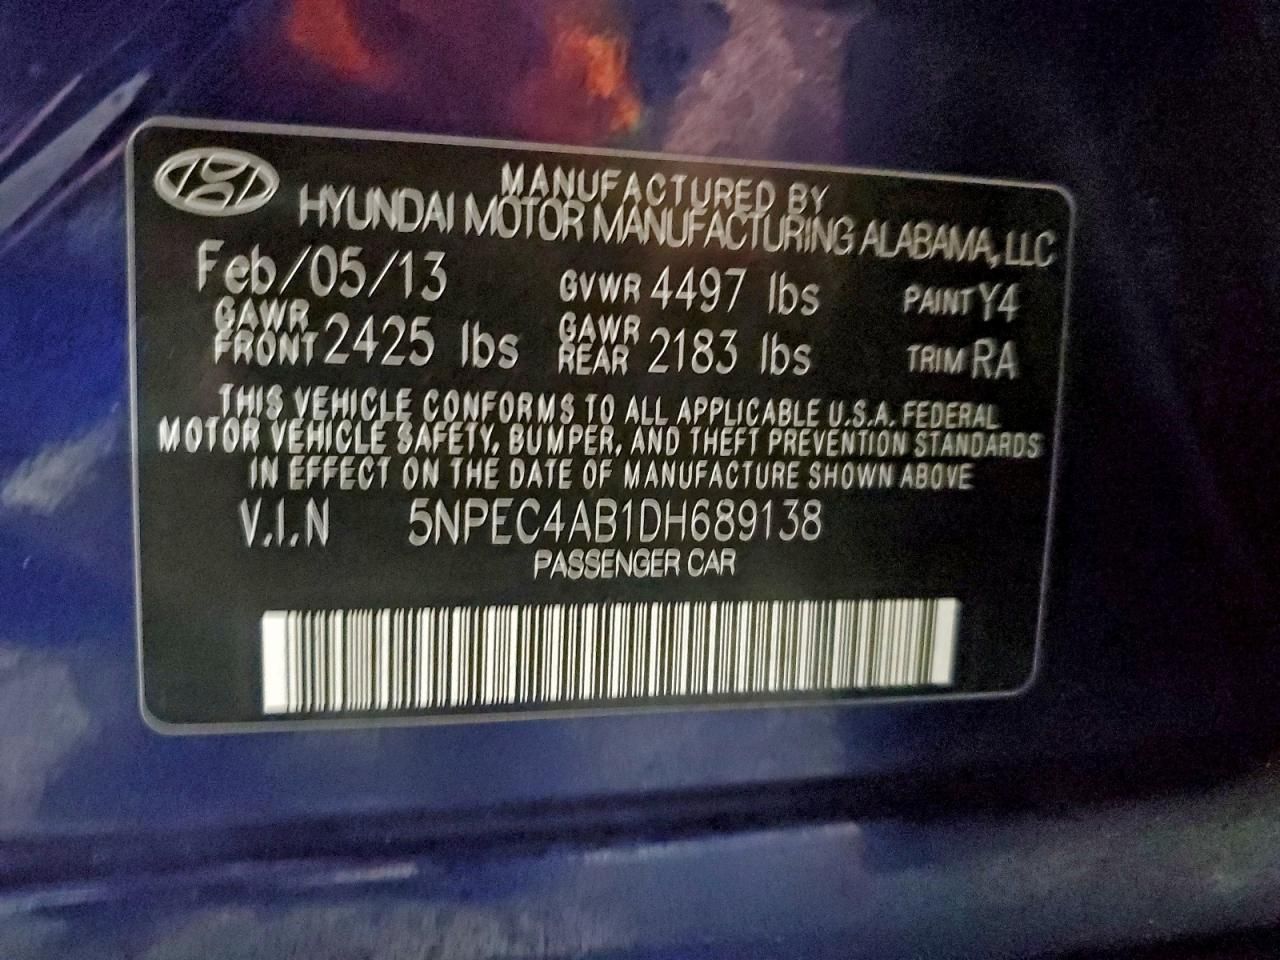 MANUFACTURED BY
HYUNDAI MOTOR MANUFACTURING ALABAMA, LLC
Feb/05/13 GVWR 4497 lbs PAINT Y4
GAWR FRONT 2425 lbs GAWR REAR 2183 lbs TRIM RA
THIS VEHICLE CONFORMS TO ALL APPLICABLE U.S.A. FEDERAL
MOTOR VEHICLE SAFETY, BUMPER, AND THEFT PREVENTION STANDARDS
IN EFFECT ON THE DATE OF MANUFACTURE SHOWN ABOVE
V.I.N 5NPEC4AB1DH689138
PASSENGER CAR